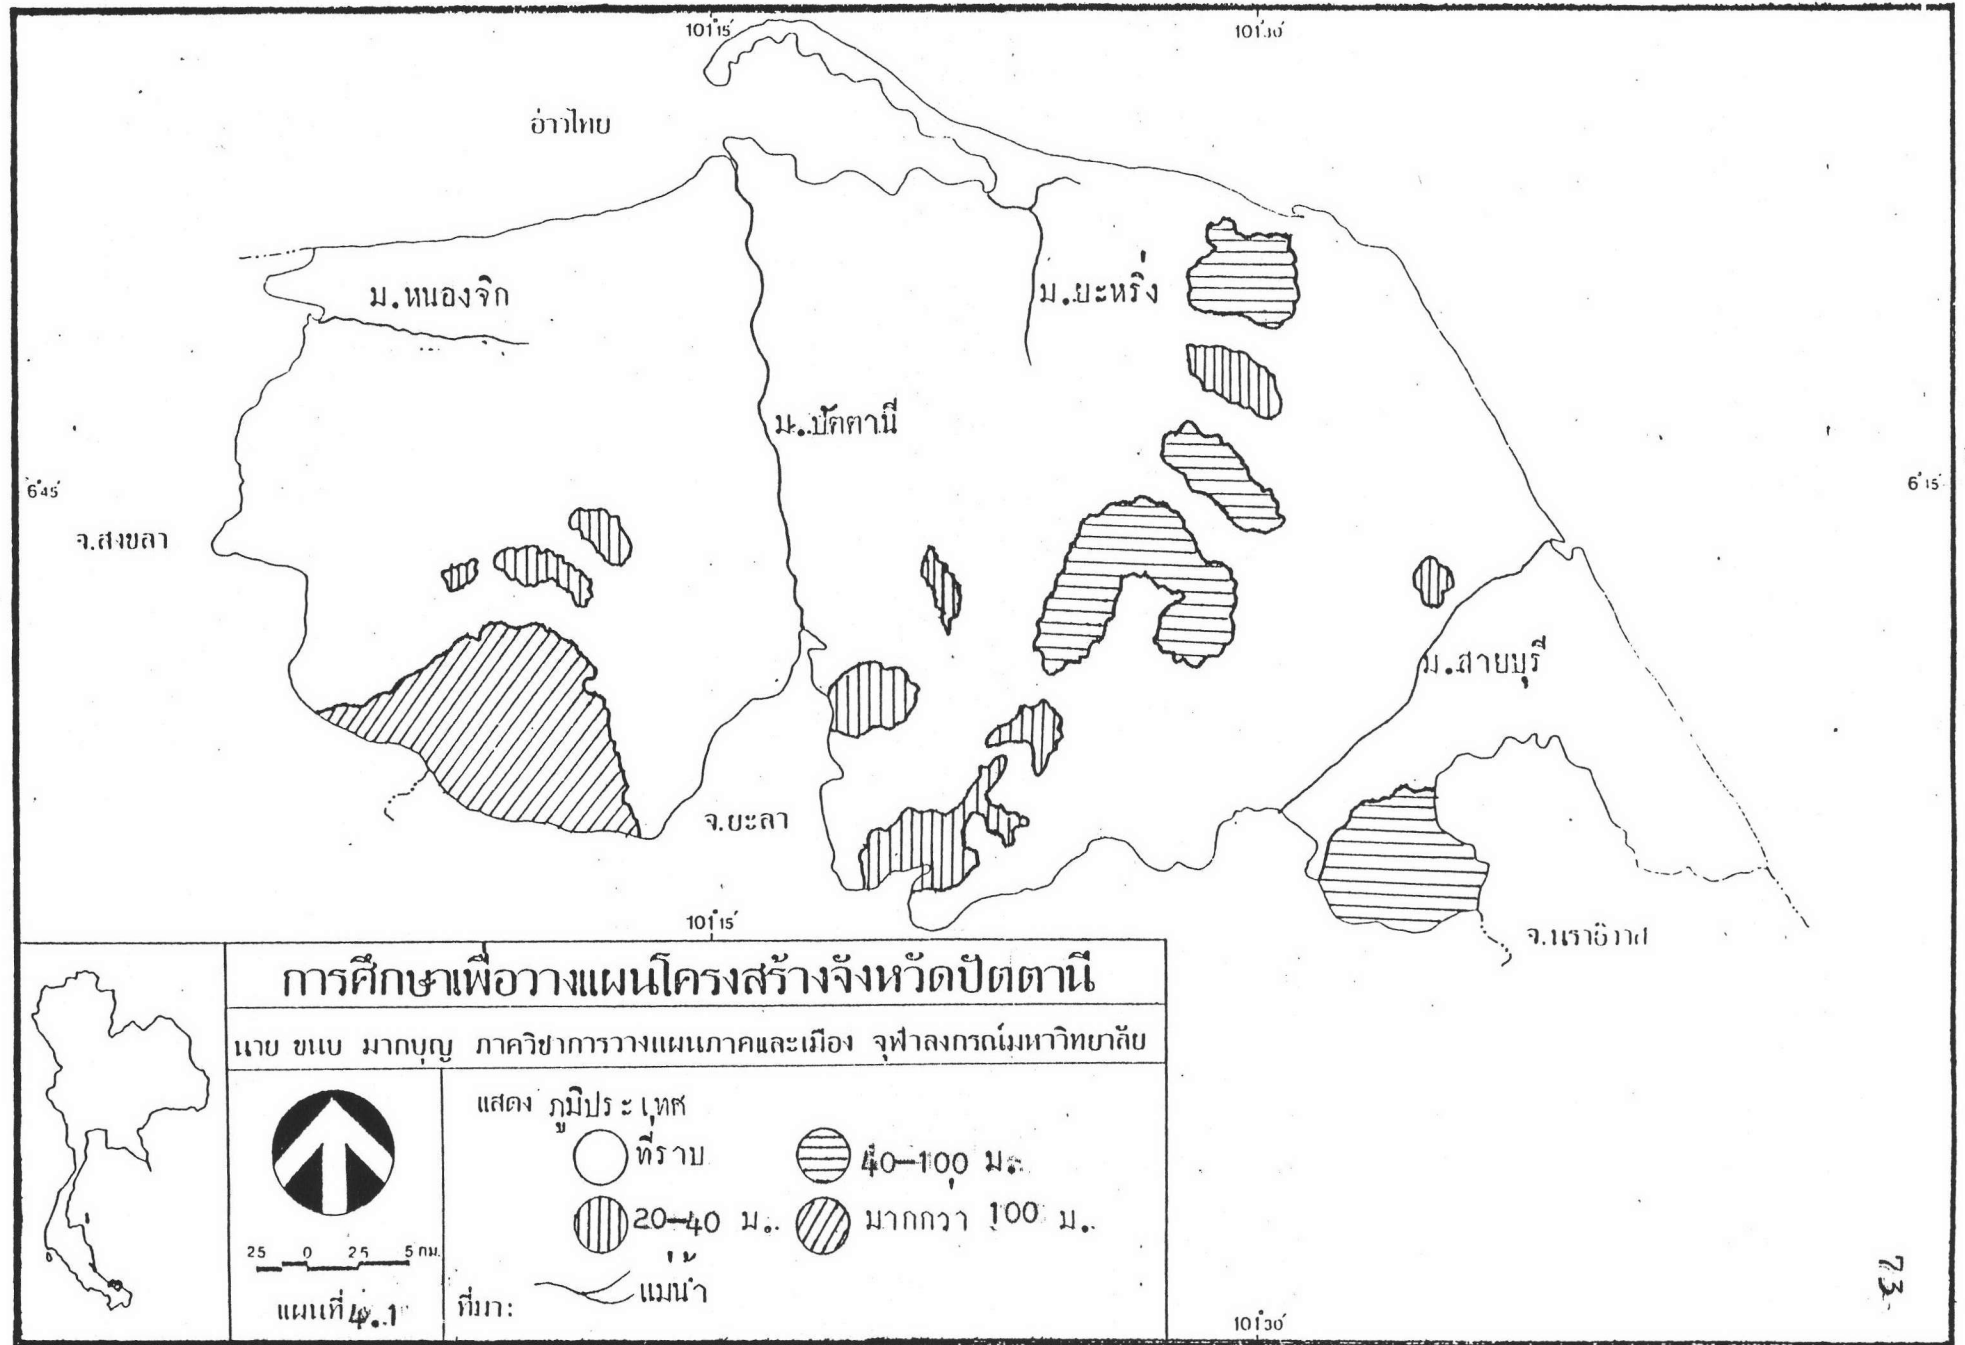 101°15′
101°30′
อ่าวไทย
ม.หนองจิก
ม.ยะหริ่ง
ม.ปัตตานี
6°45′
6°15′
จ.สงขลา
ม.สายบุรี
จ.ยะลา
101°15′
จ.นราธิวาส
การศึกษาเพื่อวางแผนโครงสร้างจังหวัดปัตตานี
นาย ขนบ มากบุญ ภาควิชาการวางแผนภาคและเมือง จุฬาลงกรณ์มหาวิทยาลัย
แสดง ภูมิประเทศ
ที่ราบ
40-100 ม.
20-40 ม.
มากกวา 100 ม.
แม่น้ำ
25 0 25 5 กม.
แผนที่ 4.1
ที่มา:
101°30′
73